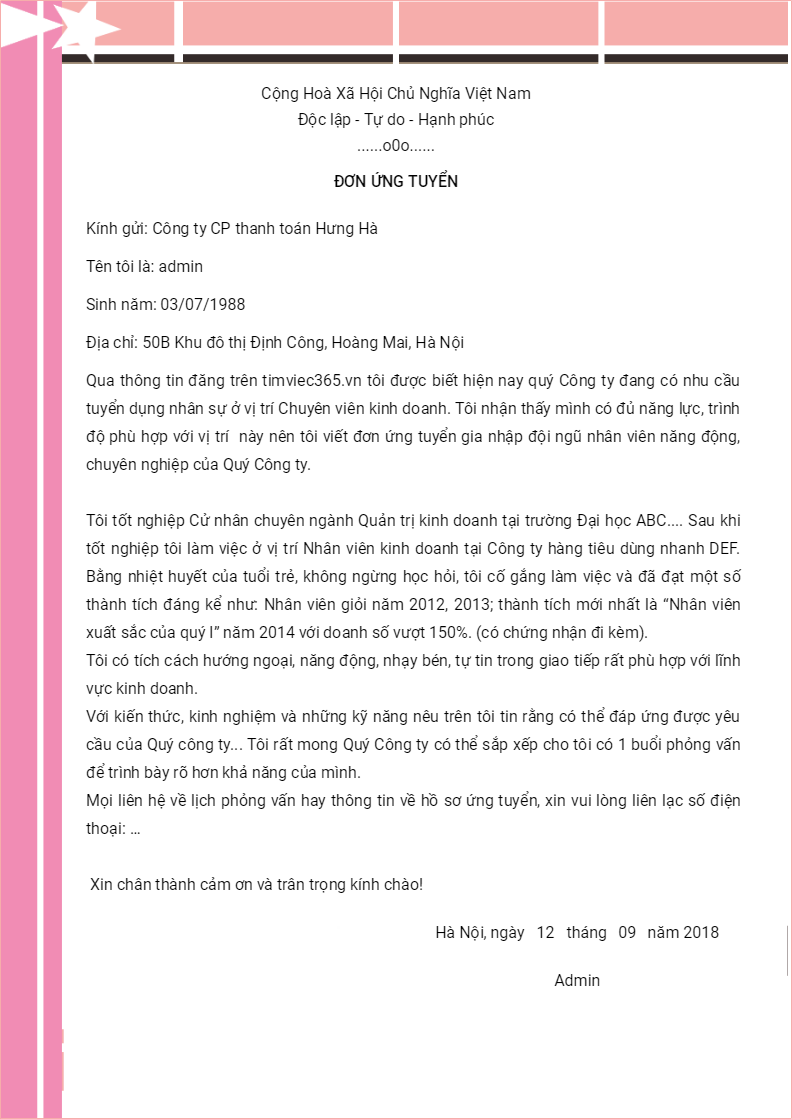 Cộng Hoà Xã Hội Chủ Nghĩa Việt Nam
Độc lập - Tự do - Hạnh phúc
......o0o......
ĐƠN ỨNG TUYỂN
Kính gửi: Công ty CP thanh toán Hưng Hà
Tên tôi là: admin
Sinh năm: 03/07/1988
Địa chỉ: 50B Khu đô thị Định Công, Hoàng Mai, Hà Nội
Qua thông tin đăng trên timviec365.vn tôi được biết hiện nay quý Công ty đang có nhu cầu
tuyển dụng nhân sự ở vị trí Chuyên viên kinh doanh. Tôi nhận thấy mình có đủ năng lực, trình
độ phù hợp với vị trí  này nên tôi viết đơn ứng tuyển gia nhập đội ngũ nhân viên năng động,
chuyên nghiệp của Quý Công ty.
Tôi tốt nghiệp Cử nhân chuyên ngành Quản trị kinh doanh tại trường Đại học ABC.... Sau khi
tốt nghiệp tôi làm việc ở vị trí Nhân viên kinh doanh tại Công ty hàng tiêu dùng nhanh DEF.
Bằng nhiệt huyết của tuổi trẻ, không ngừng học hỏi, tôi cố gắng làm việc và đã đạt một số
thành tích đáng kể như: Nhân viên giỏi năm 2012, 2013; thành tích mới nhất là “Nhân viên
xuất sắc của quý I” năm 2014 với doanh số vượt 150%. (có chứng nhận đi kèm).
Tôi có tích cách hướng ngoại, năng động, nhạy bén, tự tin trong giao tiếp rất phù hợp với lĩnh
vực kinh doanh.
Với kiến thức, kinh nghiệm và những kỹ năng nêu trên tôi tin rằng có thể đáp ứng được yêu
cầu của Quý công ty... Tôi rất mong Quý Công ty có thể sắp xếp cho tôi có 1 buổi phỏng vấn
để trình bày rõ hơn khả năng của mình.
Mọi liên hệ về lịch phỏng vấn hay thông tin về hồ sơ ứng tuyển, xin vui lòng liên lạc số điện
thoại: …
Xin chân thành cảm ơn và trân trọng kính chào!
Hà Nội, ngày   12   tháng   09   năm 2018
Admin